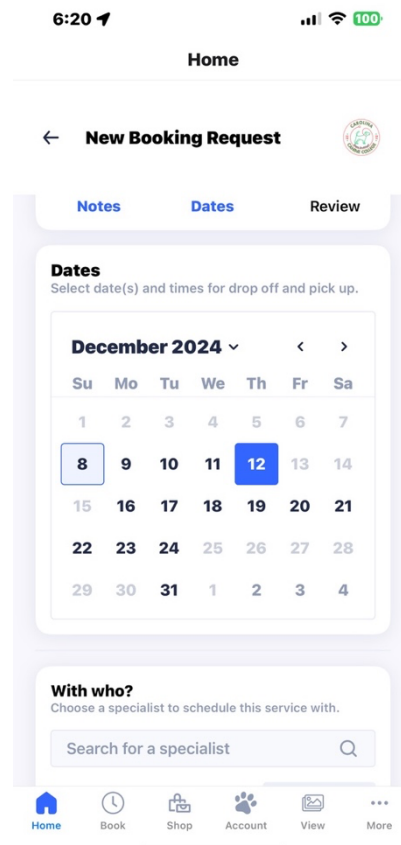 6:20
100
Home
New Booking Request
Notes Dates Review
Dates
Select date(s) and times for drop off and pick up.
December 2024
Su Mo Tu We Th Fr Sa
1 2 3 4 5 6 7
8 9 10 11 12 13 14
15 16 17 18 19 20 21
22 23 24 25 26 27 28
29 30 31 1 2 3 4
With who?
Choose a specialist to schedule this service with.
Search for a specialist
Home Book Shop Account View More